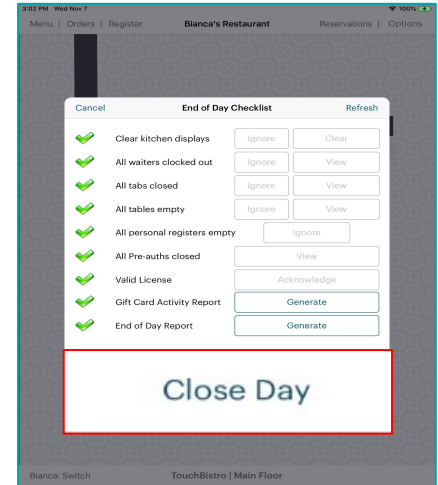 3:02 PM Wed Nov 7 100%
Menu | Orders | Register Bianca's Restaurant Reservations | Options
Cancel End of Day Checklist Refresh
Clear kitchen displays Ignore Clear
All waiters clocked out Ignore View
All tabs closed Ignore View
All tables empty Ignore View
All personal registers empty Ignore
All Pre-auths closed View
Valid License Acknowledge
Gift Card Activity Report Generate
End of Day Report Generate
Close Day
Bianca: Switch TouchBistro | Main Floor